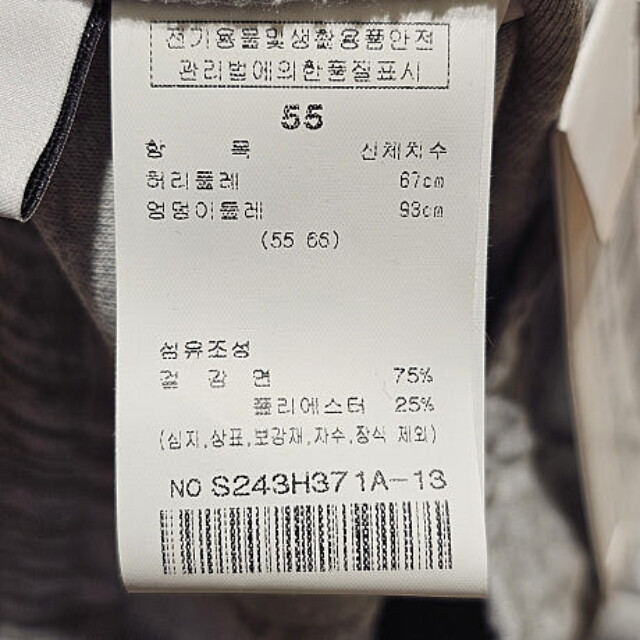 전기용품및생활용품안전
관리법에의한품질표시
55
항 목 신체치수
허리둘레 67cm
엉덩이둘레 93cm
(55 66)
섬유조성
겉 감 면 75%
폴리에스터 25%
(심지,상표,보강재,자수,장식 제외)
NO S243H371A-13